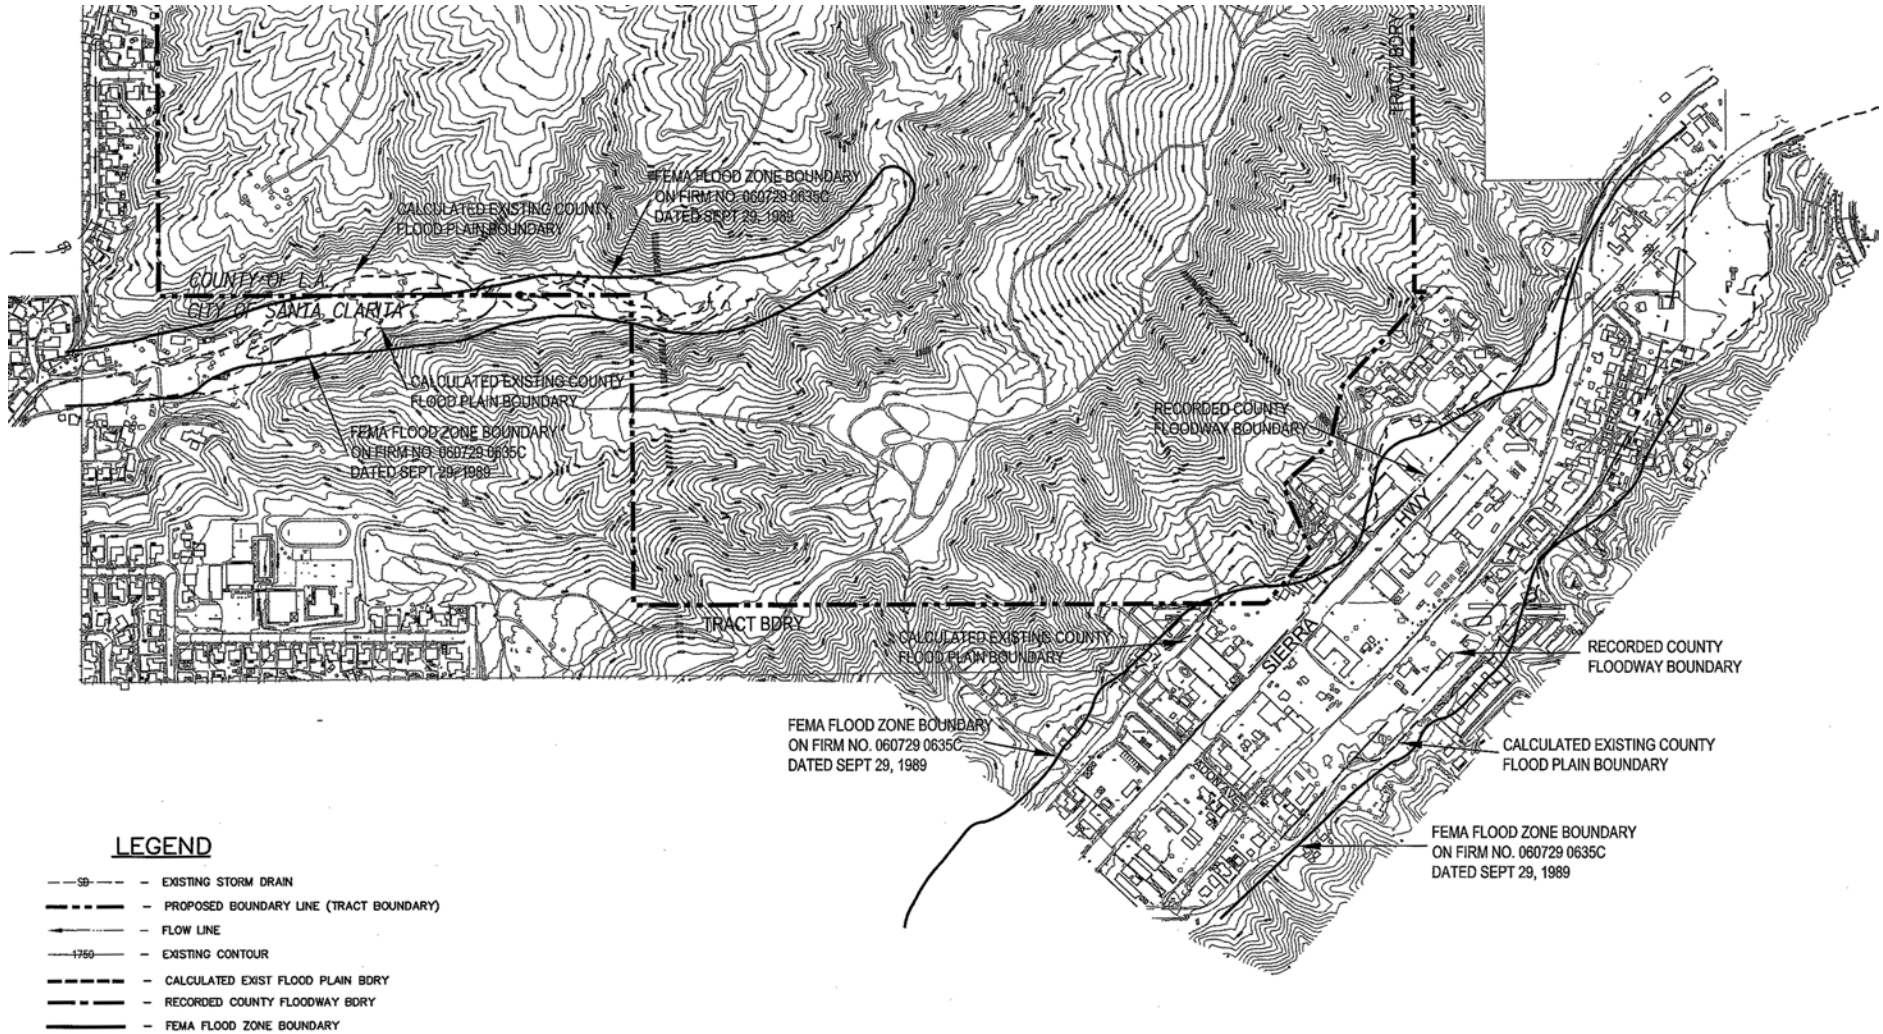 TRACT BDRY
FEMA FLOOD ZONE BOUNDARY
ON FIRM NO. 060729 0635C
DATED SEPT 29, 1989
CALCULATED EXISTING COUNTY
FLOOD PLAIN BOUNDARY
SD
COUNTY OF L.A.
CITY OF SANTA CLARITA
CALCULATED EXISTING COUNTY
FLOOD PLAIN BOUNDARY
FEMA FLOOD ZONE BOUNDARY
ON FIRM NO. 060729 0635C
DATED SEPT 29, 1989
RECORDED COUNTY
FLOODWAY BOUNDARY
SIERRA HWY
TRACT BDRY
CALCULATED EXISTING COUNTY
FLOOD PLAIN BOUNDARY
RECORDED COUNTY
FLOODWAY BOUNDARY
FEMA FLOOD ZONE BOUNDARY
ON FIRM NO. 060729 0635C
DATED SEPT 29, 1989
CALCULATED EXISTING COUNTY
FLOOD PLAIN BOUNDARY
ADON AVE
FEMA FLOOD ZONE BOUNDARY
ON FIRM NO. 060729 0635C
DATED SEPT 29, 1989
LEGEND
SD - EXISTING STORM DRAIN
- PROPOSED BOUNDARY LINE (TRACT BOUNDARY)
- FLOW LINE
1750 - EXISTING CONTOUR
- CALCULATED EXIST FLOOD PLAIN BDRY
- RECORDED COUNTY FLOODWAY BDRY
- FEMA FLOOD ZONE BOUNDARY